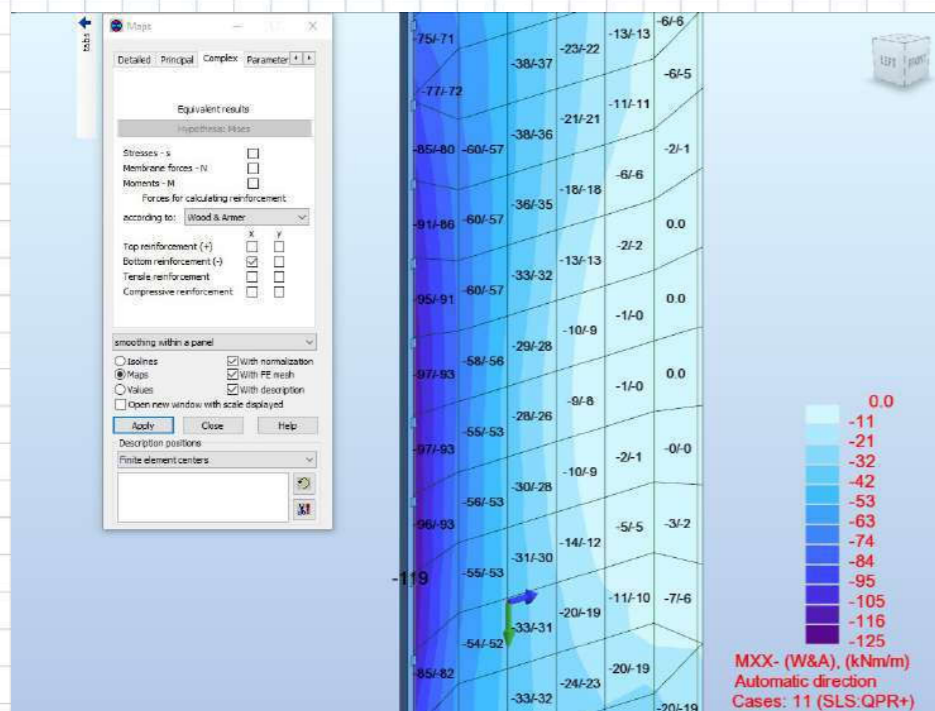 tabs
Maps
Detailed Principal Complex Parameter
Equivalent results
Hypothesis: Mises
Stresses - s
Membrane forces - N
Moments - M
Forces for calculating reinforcement
according to: Wood & Armer
x y
Top reinforcement (+)
Bottom reinforcement (-)
Tensile reinforcement
Compressive reinforcement
smoothing within a panel
Isolines With normalization
Maps With FE mesh
Values With description
Open new window with scale displayed
Apply Close Help
Description positions
Finite element centers
LEFT FRONT
-6/-6
-13/-13
-75/-71
-23/-22
-38/-37
-6/-5
-77/-72
-11/-11
-21/-21
-38/-36
-85/-80 -60/-57 -2/-1
-6/-6
-18/-18
-36/-35
-91/-86 -60/-57 0.0
-2/-2
-13/-13
-33/-32
-95/-91 -60/-57 0.0
-1/-0
-10/-9
-29/-28
-97/-93 -58/-56 0.0
-1/-0
-9/-8
-28/-26
-97/-93 -55/-53 -0/-0
-2/-1
-10/-9
-30/-28
-56/-53
-96/-93 -5/-5 -3/-2
-14/-12
-31/-30
-119 -55/-53
-11/-10 -7/-6
-20/-19
-33/-31
-54/-52
-85/-82 -20/-19
-24/-23
-33/-32
-20/-19
0.0
-11
-21
-32
-42
-53
-63
-74
-84
-95
-105
-116
-125
MXX- (W&A), (kNm/m)
Automatic direction
Cases: 11 (SLS:QPR+)